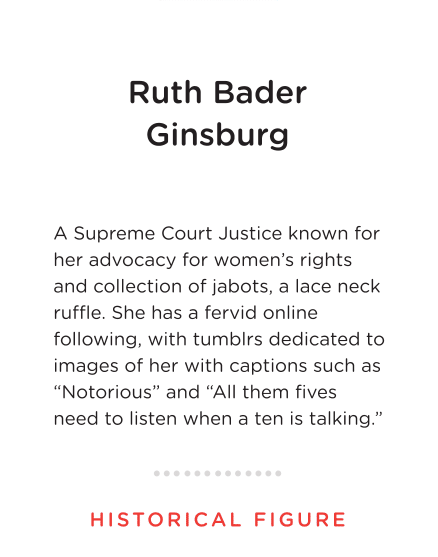 Ruth Bader
Ginsburg
A Supreme Court Justice known for
her advocacy for women’s rights
and collection of jabots, a lace neck
ruffle. She has a fervid online
following, with tumblrs dedicated to
images of her with captions such as
“Notorious” and “All them fives
need to listen when a ten is talking.”
HISTORICAL FIGURE